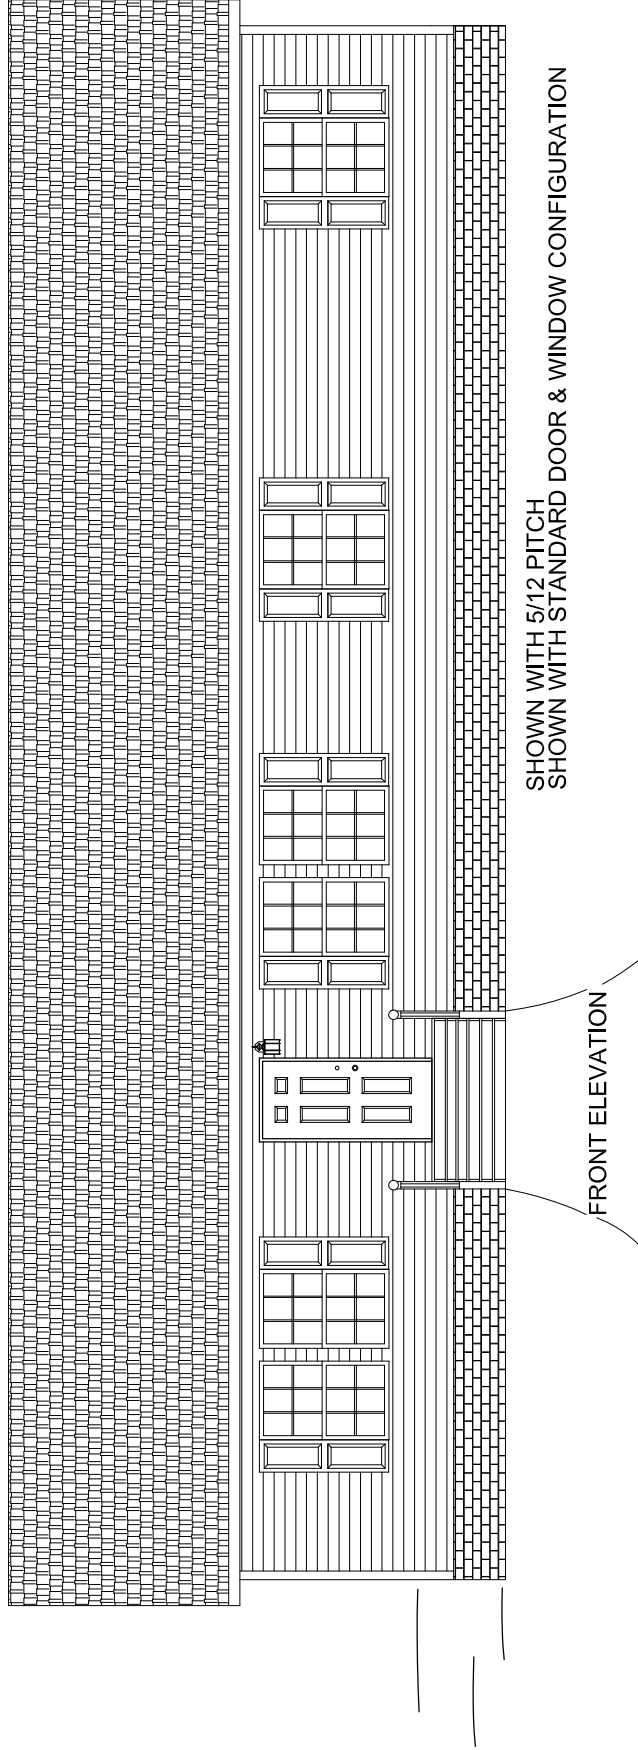 SHOWN WITH 5/12 PITCH
SHOWN WITH STANDARD DOOR & WINDOW CONFIGURATION
FRONT ELEVATION